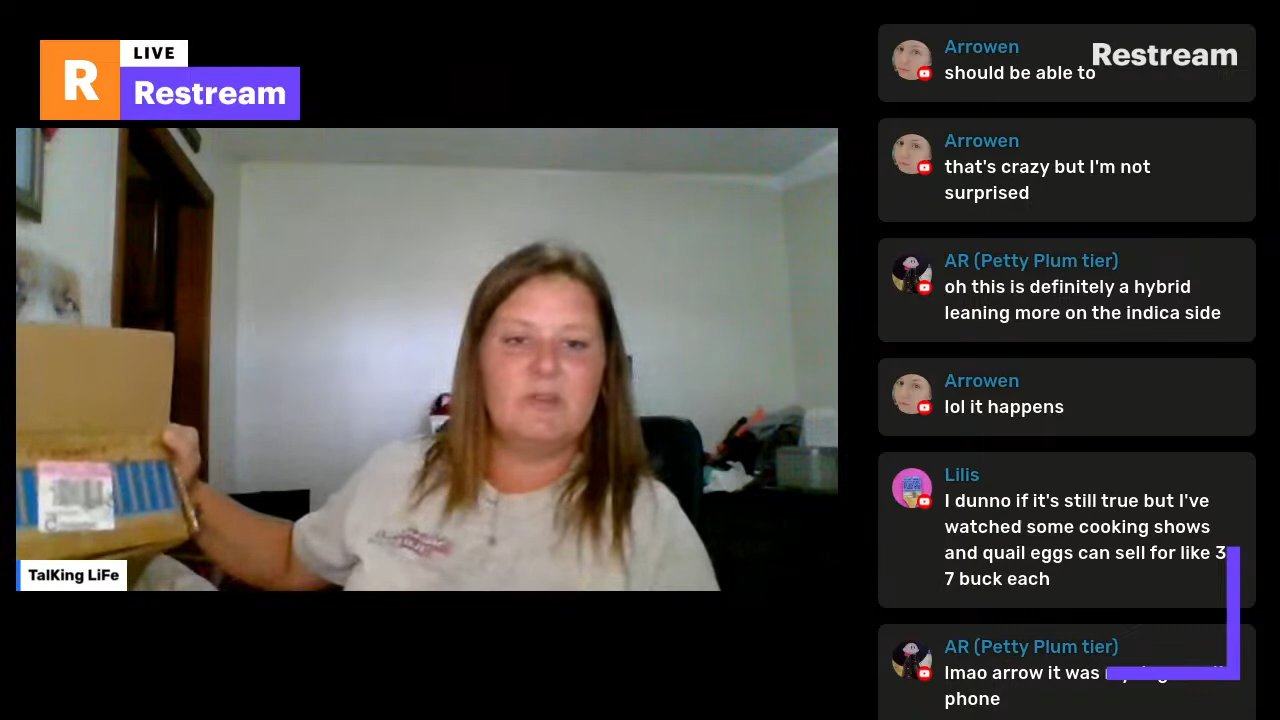 R
LIVE
Restream
TalKing LiFe
Restream
Arrowen
should be able to
Arrowen
that's crazy but I'm not
surprised
AR (Petty Plum tier)
oh this is definitely a hybrid
leaning more on the indica side
Arrowen
lol it happens
Lilis
I dunno if it's still true but I've
watched some cooking shows
and quail eggs can sell for like 3
7 buck each
AR (Petty Plum tier)
lmao arrow it was
phone